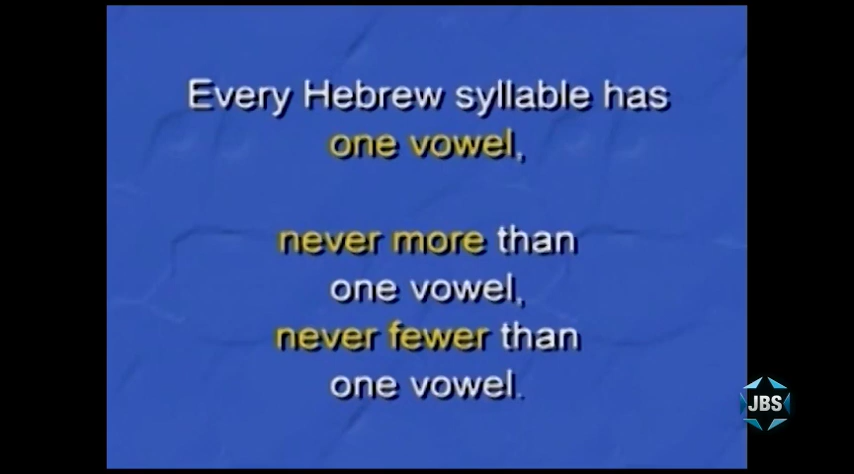 Every Hebrew syllable has
one vowel,
never more than
one vowel,
never fewer than
one vowel.
JBS